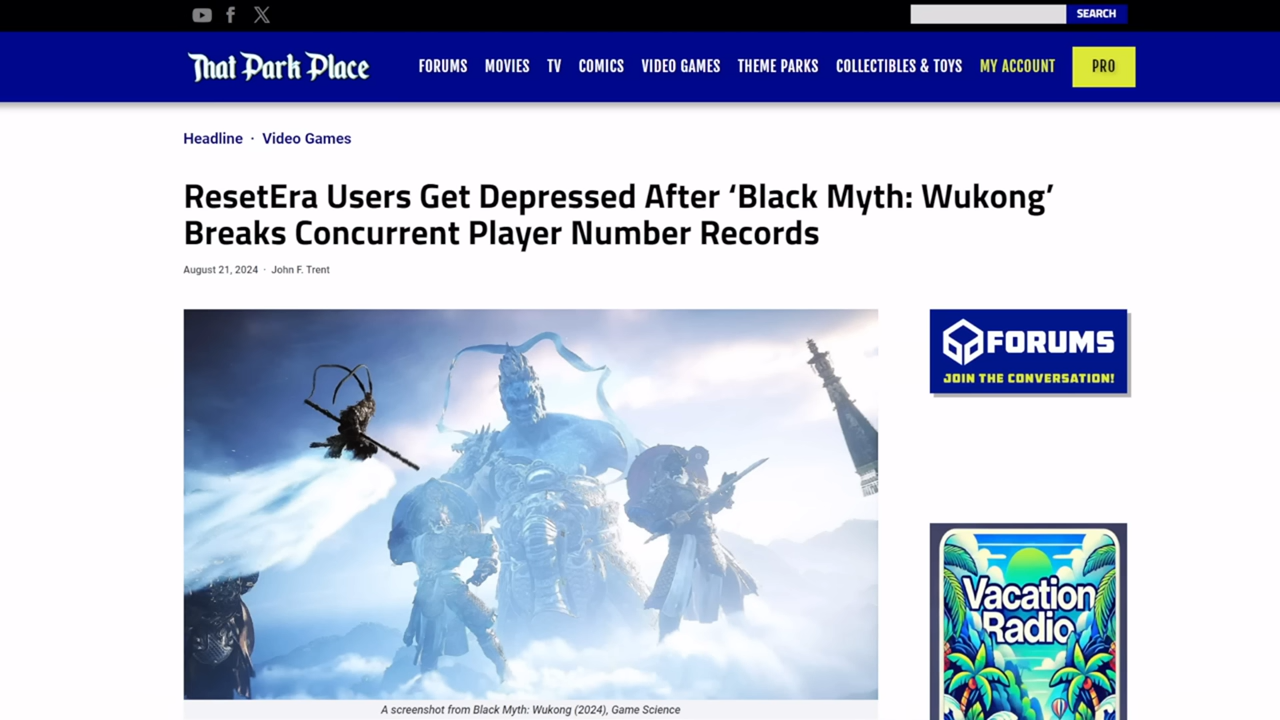 SEARCH
That Park Place
FORUMS MOVIES TV COMICS VIDEO GAMES THEME PARKS COLLECTIBLES & TOYS MY ACCOUNT PRO
Headline · Video Games
ResetEra Users Get Depressed After ‘Black Myth: Wukong’
Breaks Concurrent Player Number Records
August 21, 2024 · John F. Trent
FORUMS
JOIN THE CONVERSATION!
Vacation
Radio
A screenshot from Black Myth: Wukong (2024), Game Science